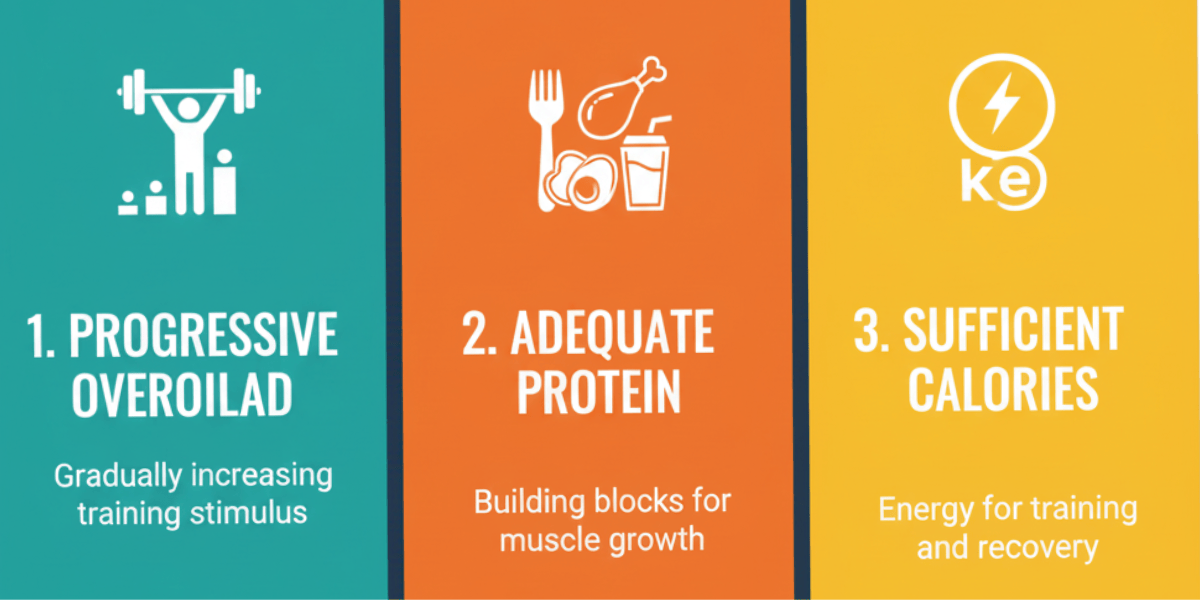 ke
1. PROGRESSIVE
OVEROILAD
Gradually increasing
training stimulus
2. ADEQUATE
PROTEIN
Building blocks for
muscle growth
3. SUFFICIENT
CALORIES
Energy for training
and recovery